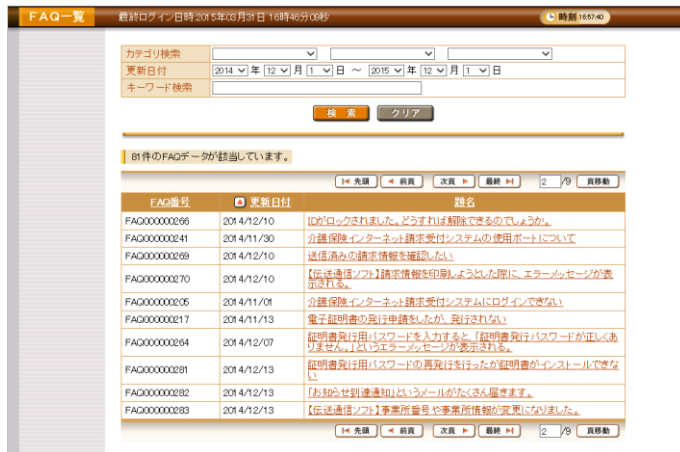 FAQ一覧 最終ログイン日時:2015年03月31日 16時46分09秒 時刻 16:57:40
カテゴリ検索
更新日付 2014 年 12 月 1 日 ～ 2015 年 12 月 1 日
キーワード検索
検 索 クリア
81件のFAQデータが該当しています。
先頭 前頁 次頁 最終 2 /9 頁移動
FAQ番号 更新日付 題名
FAQ000000266 2014/12/10 IDがロックされました。どうすれば解除できるのでしょうか。
FAQ000000241 2014/11/30 介護保険インターネット請求受付システムの使用ポートについて
FAQ000000269 2014/12/10 送信済みの請求情報を確認したい
FAQ000000270 2014/12/10 【伝送通信ソフト】請求情報を印刷しようとした際に、エラーメッセージが表
示される。
FAQ000000205 2014/11/01 介護保険インターネット請求受付システムにログインできない
FAQ000000217 2014/11/13 電子証明書の発行申請をしたが、発行されない
FAQ000000264 2014/12/07 証明書発行用パスワードを入力すると、「証明書発行パスワードが正しくあ
りません。」というエラーメッセージが表示される。
FAQ000000281 2014/12/13 証明書発行用パスワードの再発行を行ったが証明書がインストールできな
い
FAQ000000282 2014/12/13 「お知らせ到達通知」というメールがたくさん届きます。
FAQ000000283 2014/12/13 【伝送通信ソフト】事業所番号や事業所情報が変更になりました。
先頭 前頁 次頁 最終 2 /9 頁移動